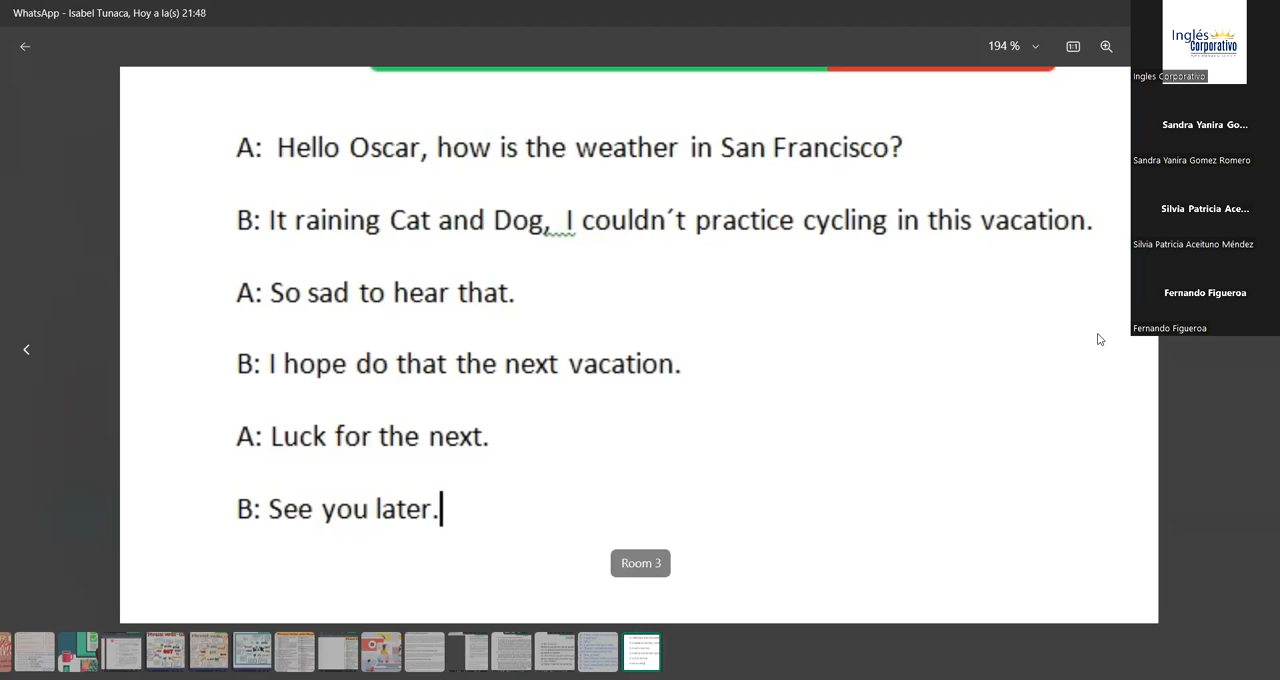 WhatsApp - Isabel Tunaca, Hoy a la(s) 21:48
194 %
Inglés
Corporativo
Ingles Corporativo
Sandra Yanira Go...
Sandra Yanira Gomez Romero
Silvia Patricia Ace...
Silvia Patricia Aceituno Méndez
Fernando Figueroa
Fernando Figueroa
A:  Hello Oscar, how is the weather in San Francisco?
B: It raining Cat and Dog,  I couldn´t practice cycling in this vacation.
A: So sad to hear that.
B: I hope do that the next vacation.
A: Luck for the next.
B: See you later.
Room 3